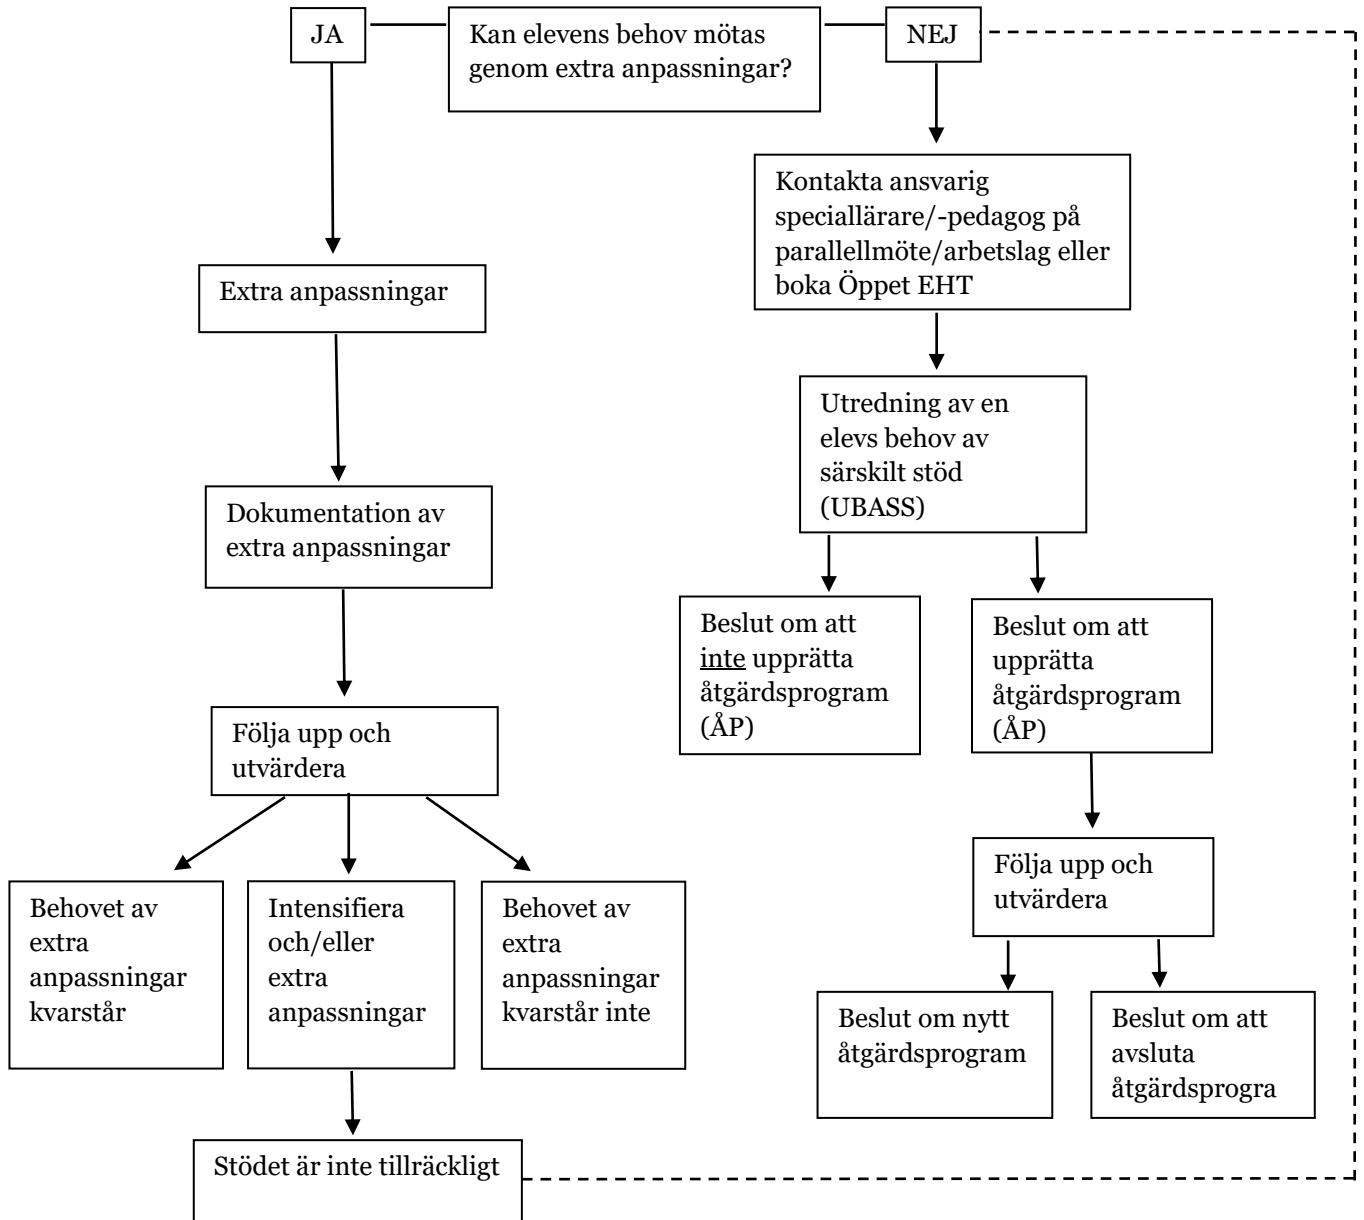 JA
Kan elevens behov mötas
genom extra anpassningar?
NEJ
Kontakta ansvarig
speciallärare/-pedagog på
parallellmöte/arbetslag eller
boka Öppet EHT
Extra anpassningar
Utredning av en
elevs behov av
särskilt stöd
(UBASS)
Dokumentation av
extra anpassningar
Beslut om att
inte upprätta
åtgärdsprogram
(ÅP)
Beslut om att
upprätta
åtgärdsprogram
(ÅP)
Följa upp och
utvärdera
Följa upp och
utvärdera
Behovet av
extra
anpassningar
kvarstår
Intensifiera
och/eller
extra
anpassningar
Behovet av
extra
anpassningar
kvarstår inte
Beslut om nytt
åtgärdsprogram
Beslut om att
avsluta
åtgärdsprogra
Stödet är inte tillräckligt